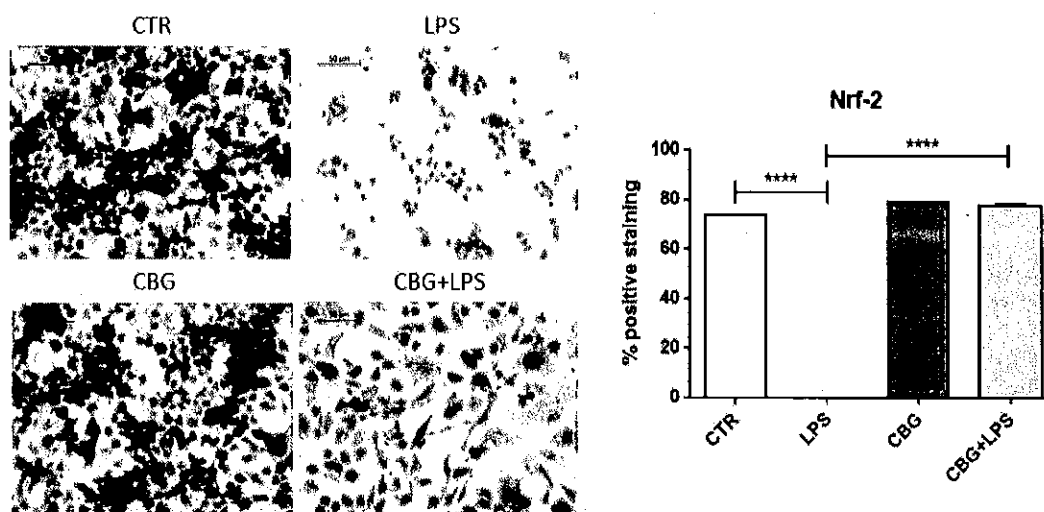 CTR
LPS
50 µM
CBG
CBG+LPS
Nrf-2
% positive staining
100
80
60
40
20
0
****
****
CTR
LPS
CBG
CBG+LPS